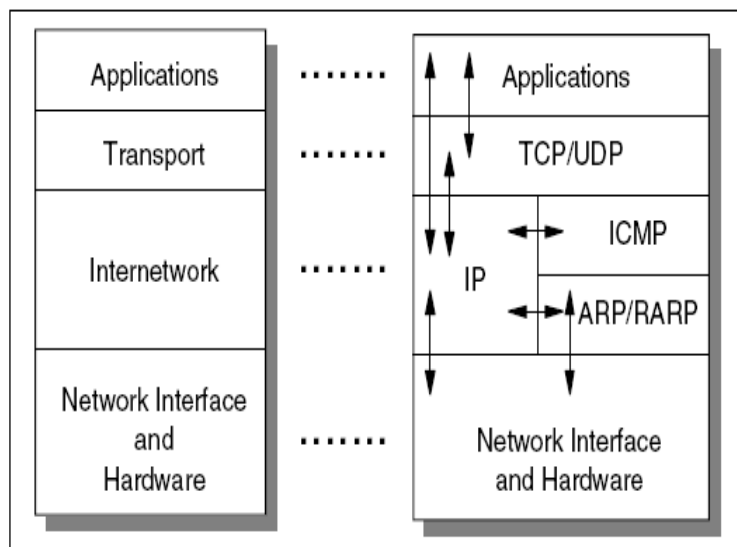 Applications
Transport
Internetwork
Network Interface
and
Hardware
Applications
TCP/UDP
ICMP
IP
ARP/RARP
Network Interface
and Hardware